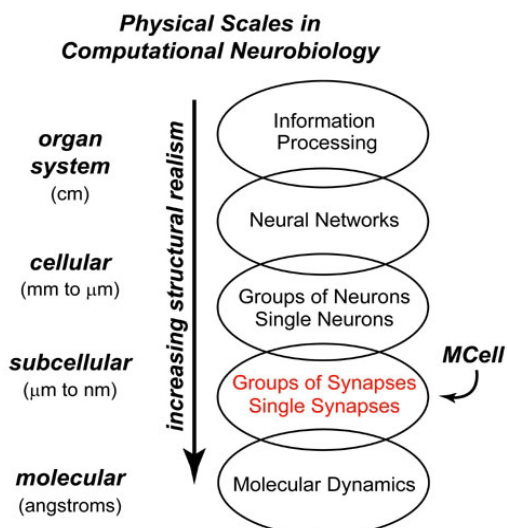 Physical Scales in
Computational Neurobiology
organ
system
(cm)
cellular
(mm to μm)
subcellular
(μm to nm)
molecular
(angstroms)
increasing structural realism
Information
Processing
Neural Networks
Groups of Neurons
Single Neurons
Groups of Synapses
Single Synapses
Molecular Dynamics
MCell